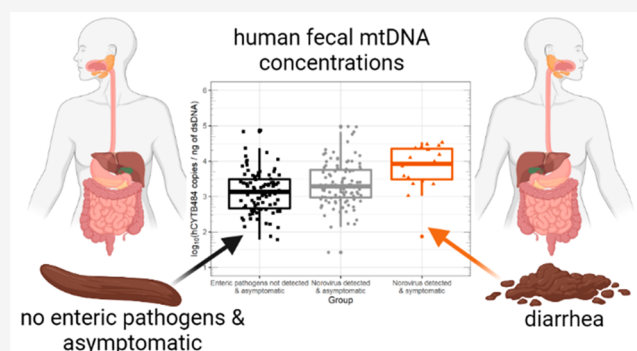 human fecal mtDNA
concentrations
log₁₀(hCYTB484 copies / ng of dsDNA)
6
5
4
3
2
1
Enteric pathogens not detected
& asymptomatic
Norovirus detected
& asymptomatic
Norovirus detected
& symptomatic
Group
no enteric pathogens &
asymptomatic
diarrhea